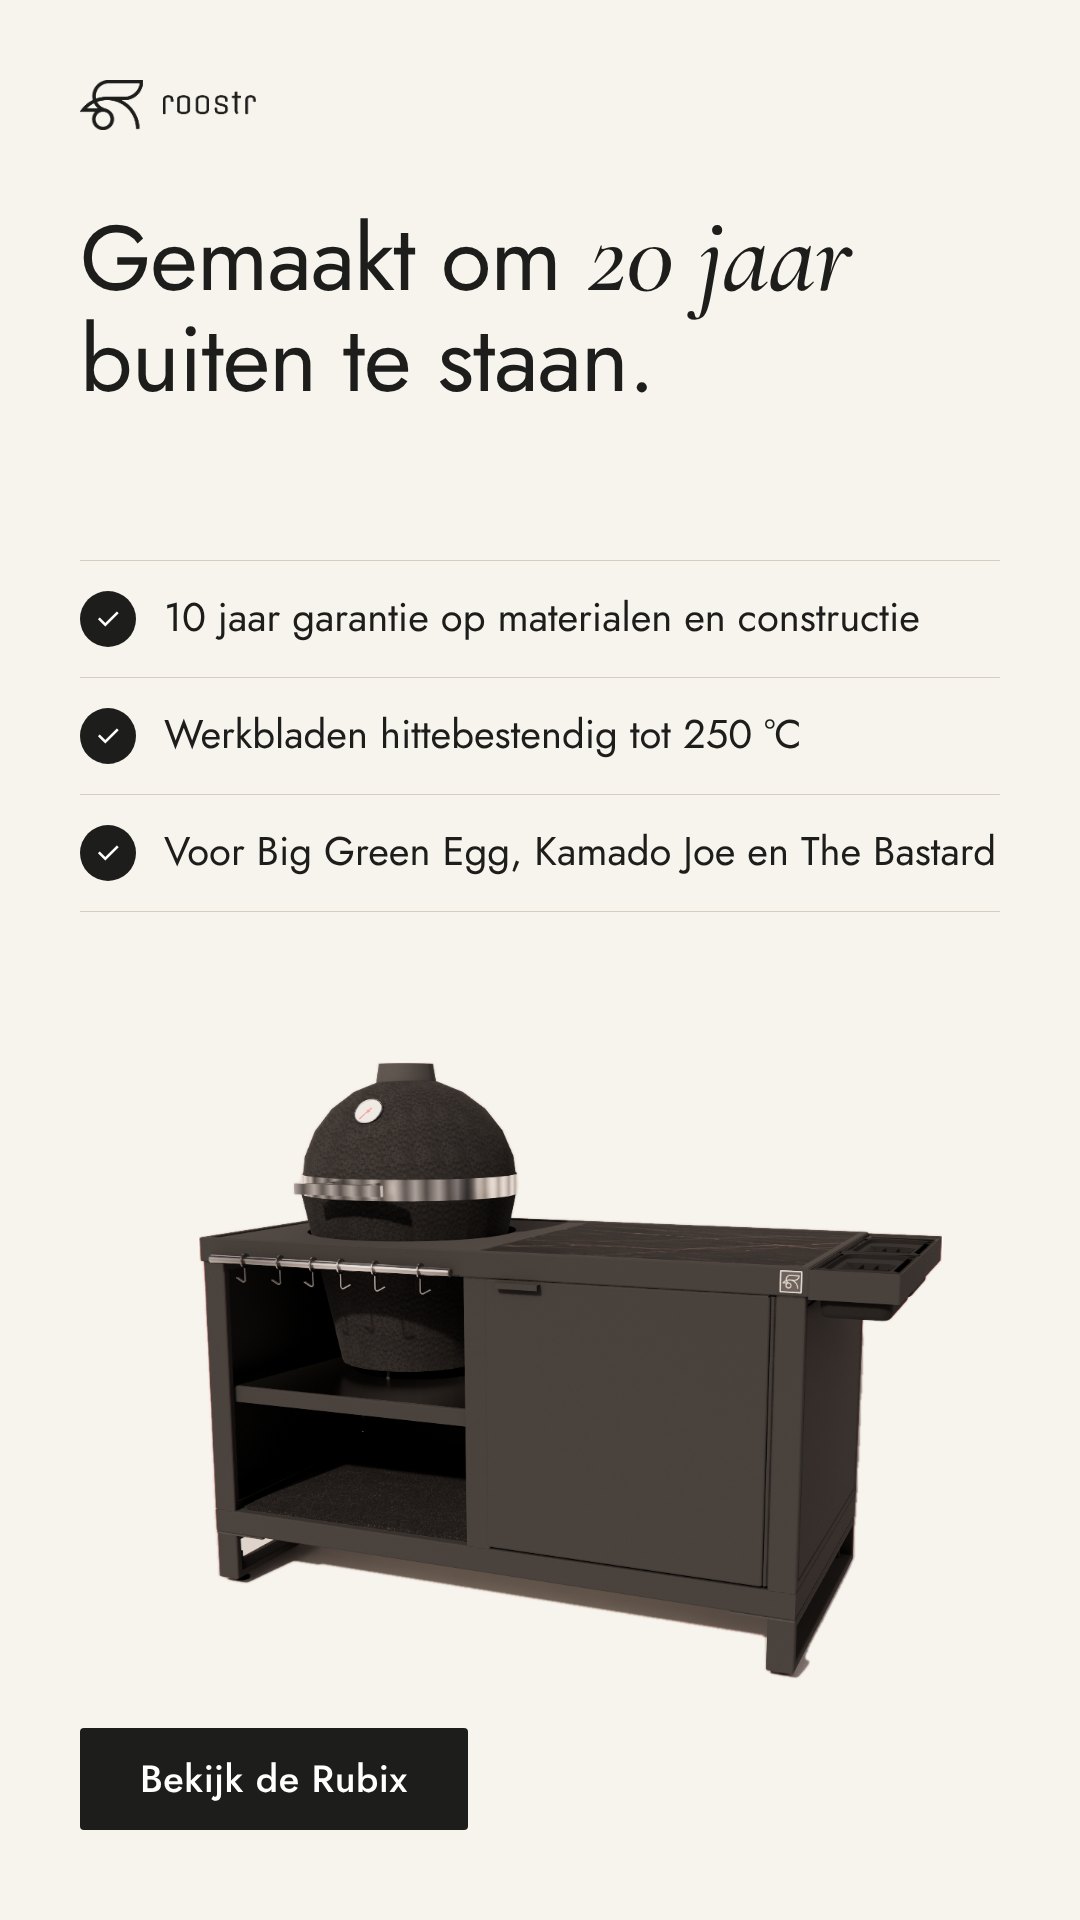 roostr
Gemaakt om 20 jaar
buiten te staan.
10 jaar garantie op materialen en constructie
Werkbladen hittebestendig tot 250 °C
Voor Big Green Egg, Kamado Joe en The Bastard
Bekijk de Rubix